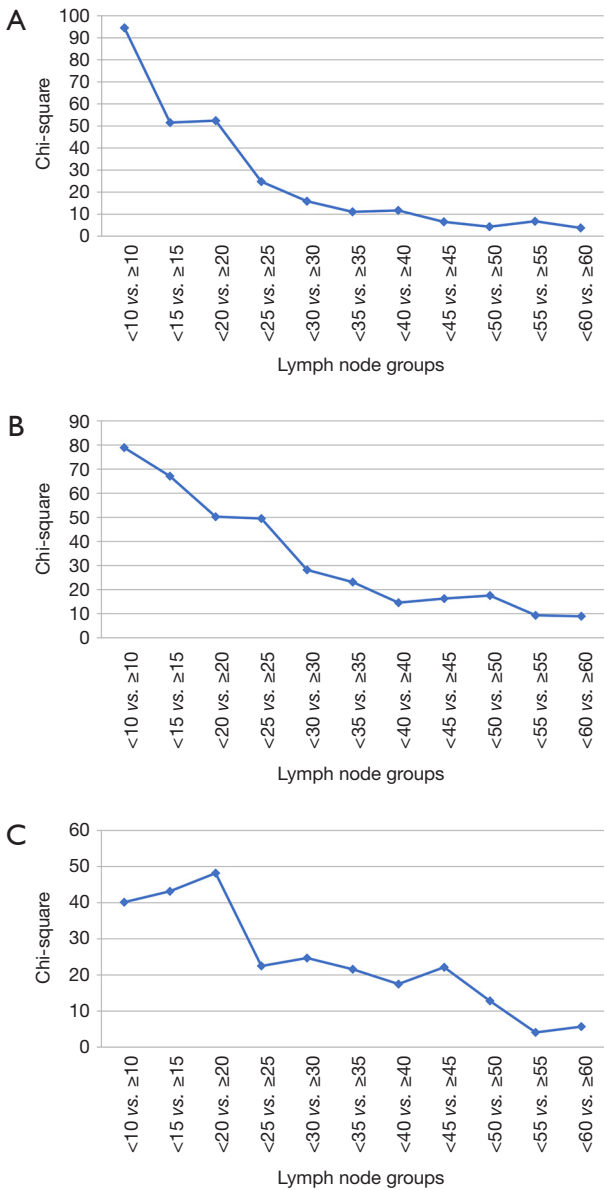 A
100
90
80
70
60
50
40
30
20
10
0
Chi-square
<10 vs. ≥10
<15 vs. ≥15
<20 vs. ≥20
<25 vs. ≥25
<30 vs. ≥30
<35 vs. ≥35
<40 vs. ≥40
<45 vs. ≥45
<50 vs. ≥50
<55 vs. ≥55
<60 vs. ≥60
Lymph node groups
B
90
80
70
60
50
40
30
20
10
0
Chi-square
<10 vs. ≥10
<15 vs. ≥15
<20 vs. ≥20
<25 vs. ≥25
<30 vs. ≥30
<35 vs. ≥35
<40 vs. ≥40
<45 vs. ≥45
<50 vs. ≥50
<55 vs. ≥55
<60 vs. ≥60
Lymph node groups
C
60
50
40
30
20
10
0
Chi-square
<10 vs. ≥10
<15 vs. ≥15
<20 vs. ≥20
<25 vs. ≥25
<30 vs. ≥30
<35 vs. ≥35
<40 vs. ≥40
<45 vs. ≥45
<50 vs. ≥50
<55 vs. ≥55
<60 vs. ≥60
Lymph node groups